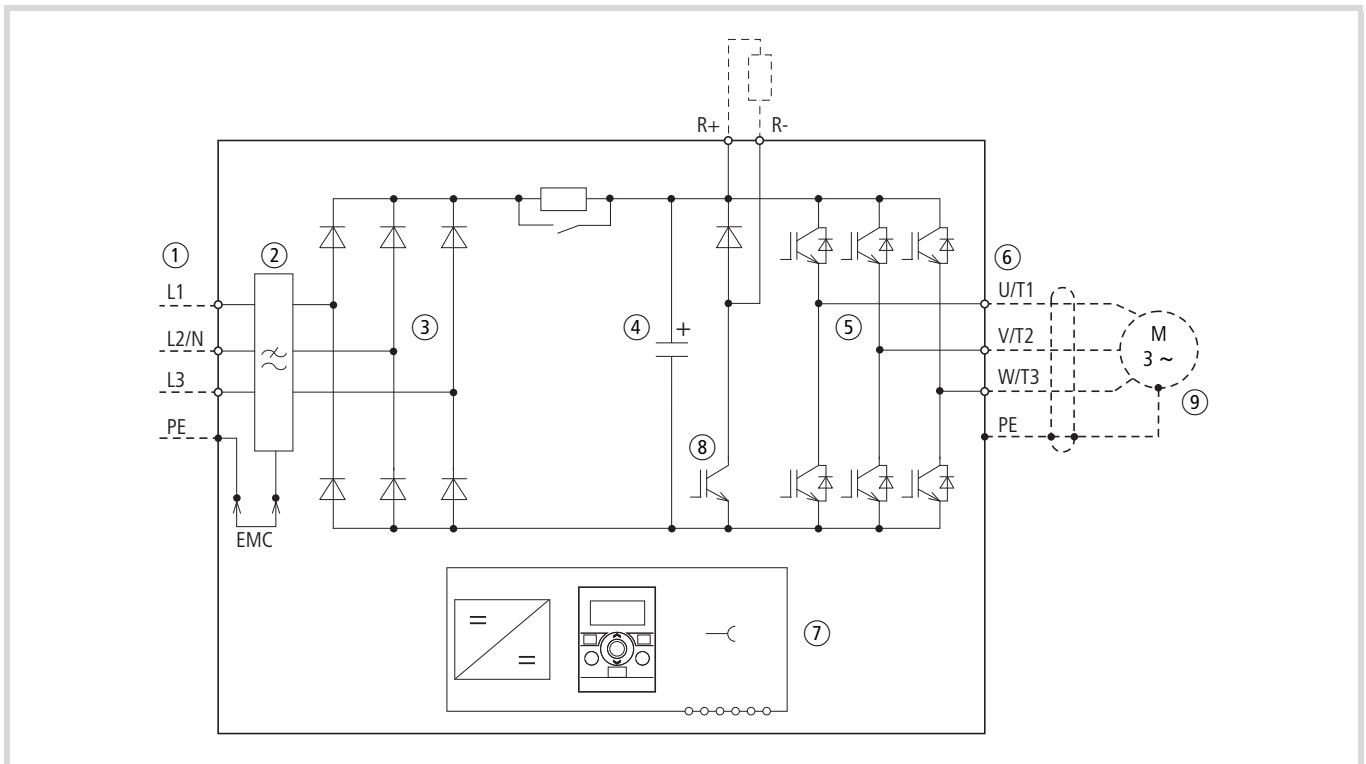 R+ R-
① ② ⑥
L1 U/T1
③ ④ + ⑤ M
L2/N V/T2 3 ~
L3 W/T3
⑨
PE PE
⑧
EMC
⑦